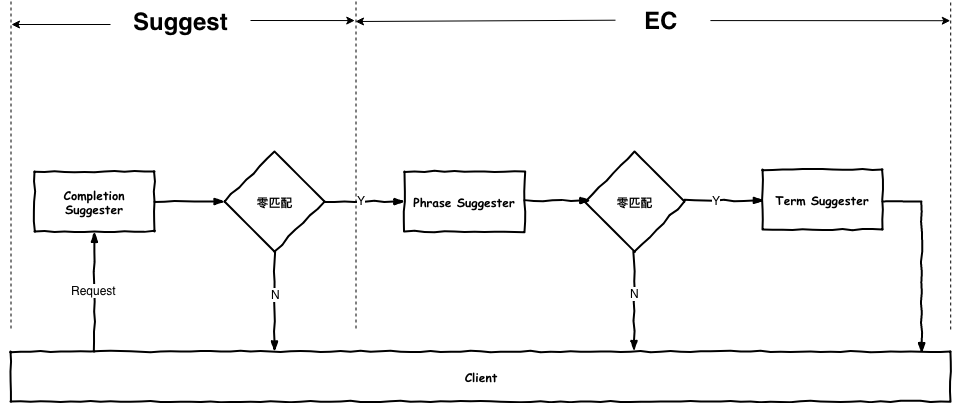 Suggest
EC
Completion
Suggester
零匹配
Y
Phrase Suggester
零匹配
Y
Term Suggester
Request
N
N
Client